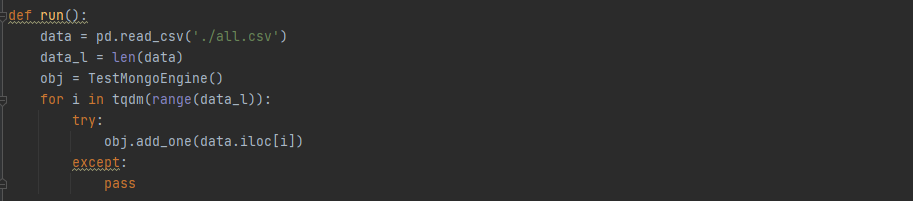 def run():
    data = pd.read_csv('./all.csv')
    data_l = len(data)
    obj = TestMongoEngine()
    for i in tqdm(range(data_l)):
        try:
            obj.add_one(data.iloc[i])
        except:
            pass